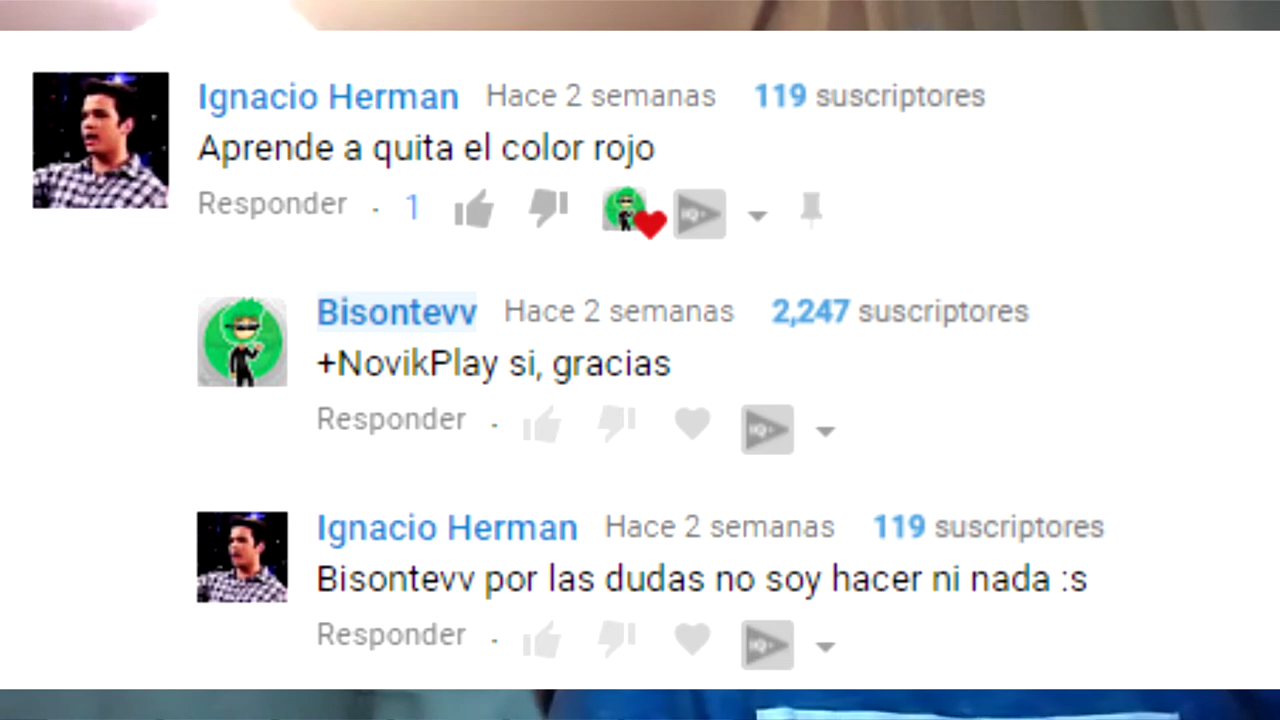 Ignacio Herman Hace 2 semanas 119 suscriptores
Aprende a quita el color rojo
Responder · 1
Bisontevv Hace 2 semanas 2,247 suscriptores
+NovikPlay si, gracias
Responder ·
Ignacio Herman Hace 2 semanas 119 suscriptores
Bisontevv por las dudas no soy hacer ni nada :s
Responder ·